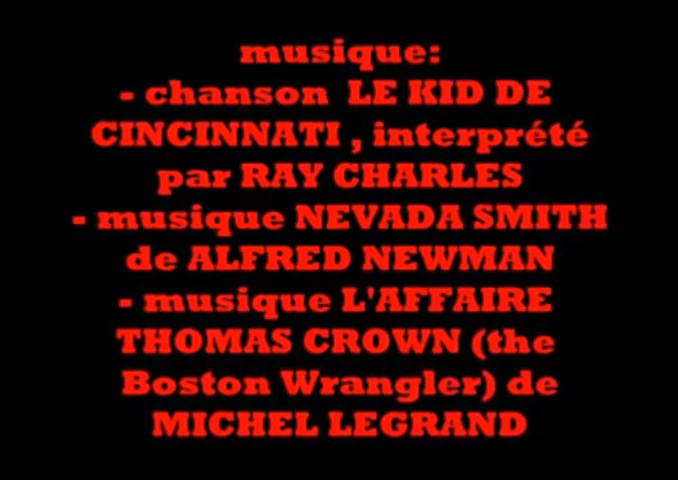 musique:
- chanson LE KID DE
CINCINNATI , interprété
par RAY CHARLES
- musique NEVADA SMITH
de ALFRED NEWMAN
- musique L'AFFAIRE
THOMAS CROWN (the
Boston Wrangler) de
MICHEL LEGRAND